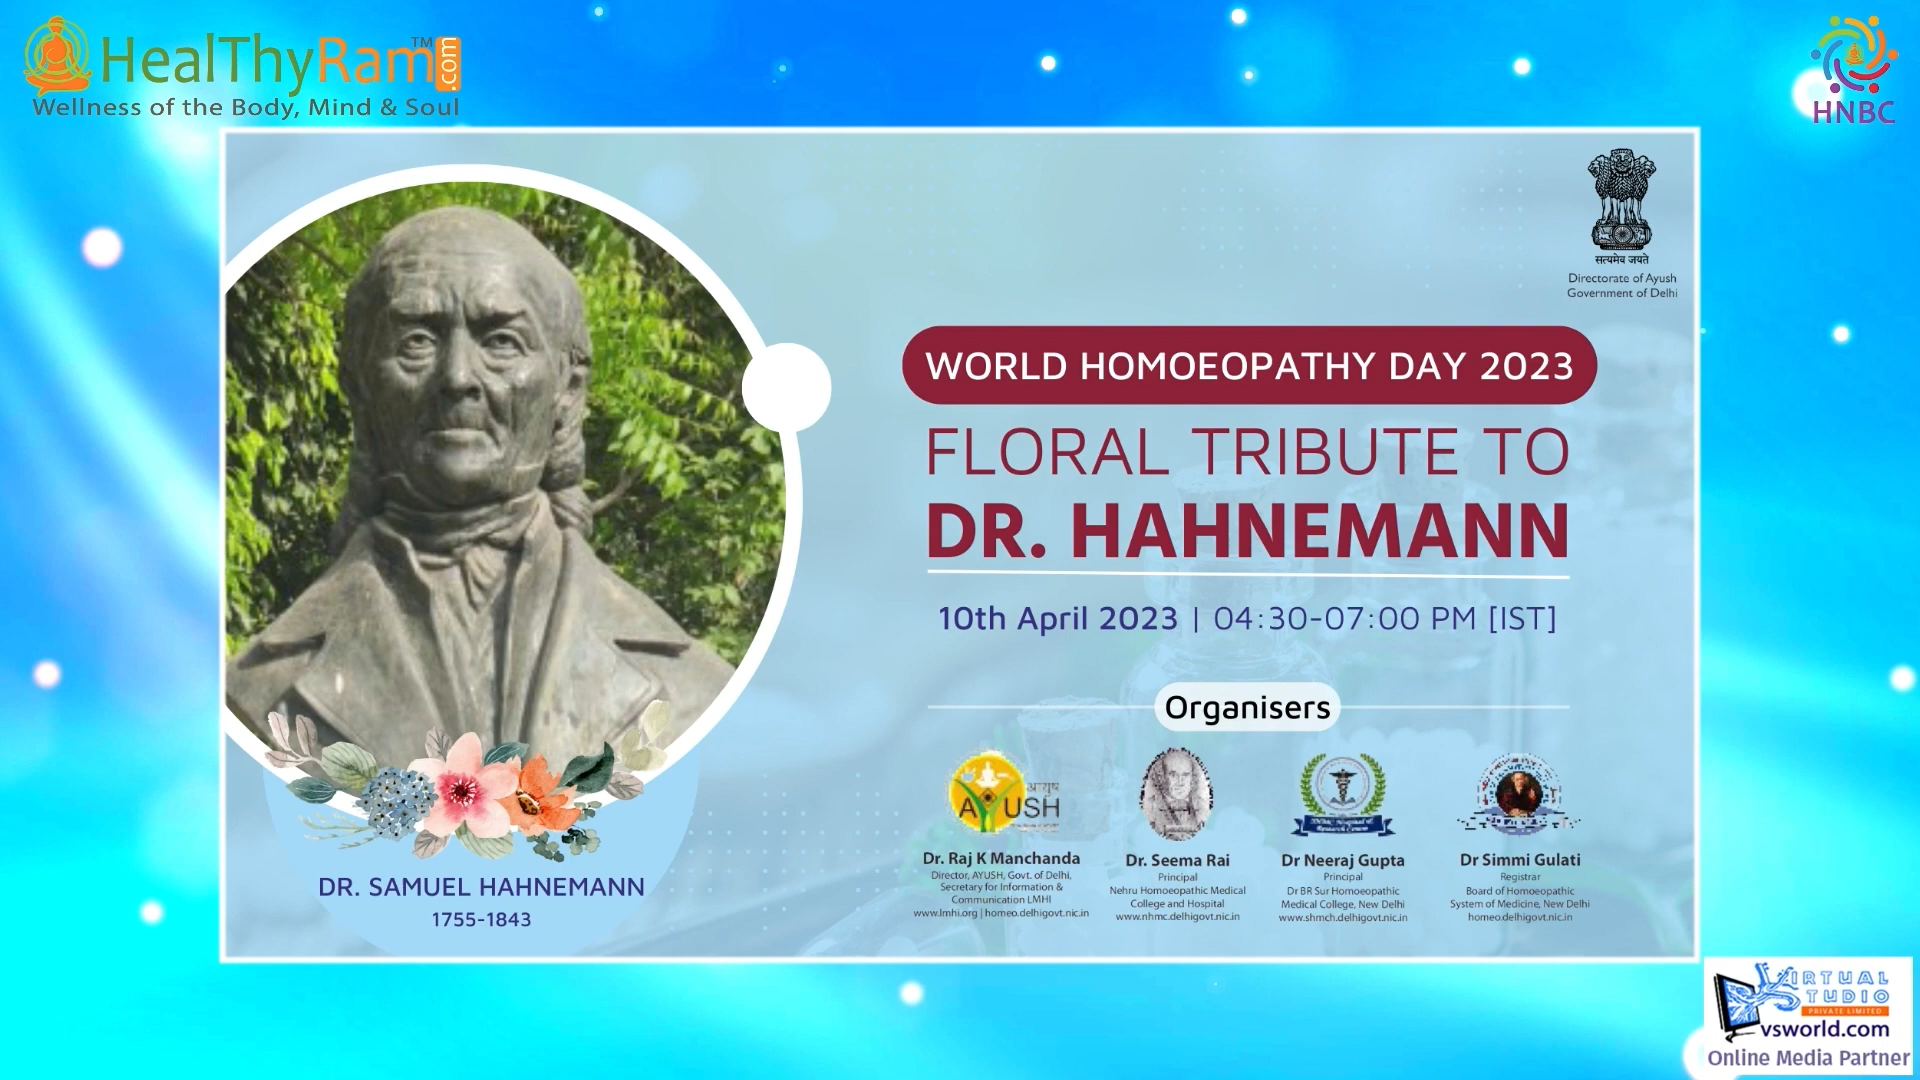 HealThyRam.com TM
Wellness of the Body, Mind & Soul
HNBC
सत्यमेव जयते
Directorate of Ayush
Government of Delhi
WORLD HOMOEOPATHY DAY 2023
FLORAL TRIBUTE TO
DR. HAHNEMANN
10th April 2023 | 04:30-07:00 PM [IST]
Organisers
आयुष
AYUSH
Dr. Raj K Manchanda
Director, AYUSH, Govt. of Delhi,
Secretary for Information &
Communication LMHI
www.lmhi.org | homeo.delhigovt.nic.in
Dr. Seema Rai
Principal
Nehru Homoeopathic Medical
College and Hospital
www.nhmc.delhigovt.nic.in
Dr Neeraj Gupta
Principal
Dr BR Sur Homoeopathic
Medical College, New Delhi
www.shmch.delhigovt.nic.in
Dr Simmi Gulati
Registrar
Board of Homoeopathic
System of Medicine, New Delhi
homeo.delhigovt.nic.in
DR. SAMUEL HAHNEMANN
1755-1843
VIRTUAL
STUDIO
PRIVATE LIMITED
vsworld.com
Online Media Partner